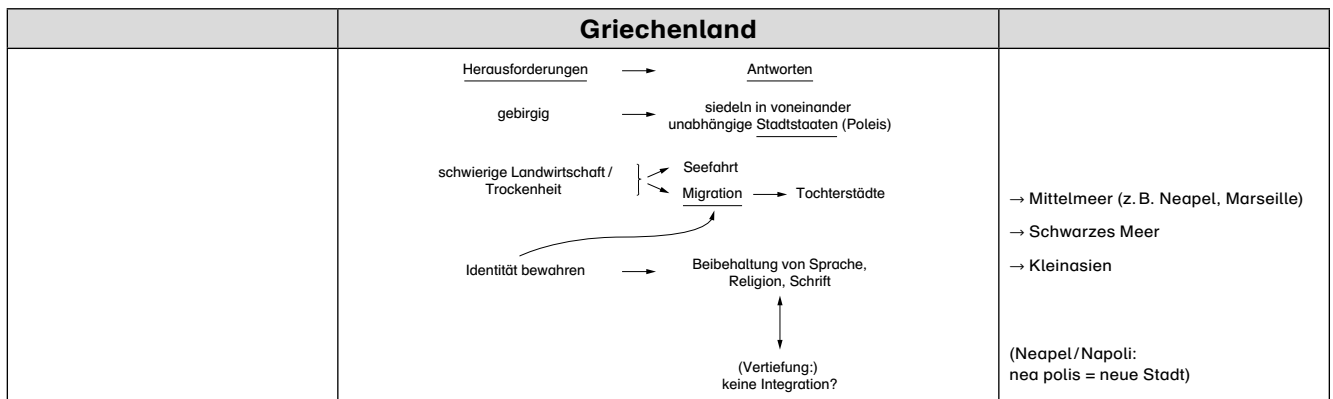 Griechenland
Herausforderungen → Antworten
gebirgig → siedeln in voneinander
unabhängige Stadtstaaten (Poleis)
schwierige Landwirtschaft /
Trockenheit
Seefahrt
Migration → Tochterstädte
Identität bewahren → Beibehaltung von Sprache,
Religion, Schrift
(Vertiefung:)
keine Integration?
→ Mittelmeer (z. B. Neapel, Marseille)
→ Schwarzes Meer
→ Kleinasien
(Neapel/Napoli:
nea polis = neue Stadt)